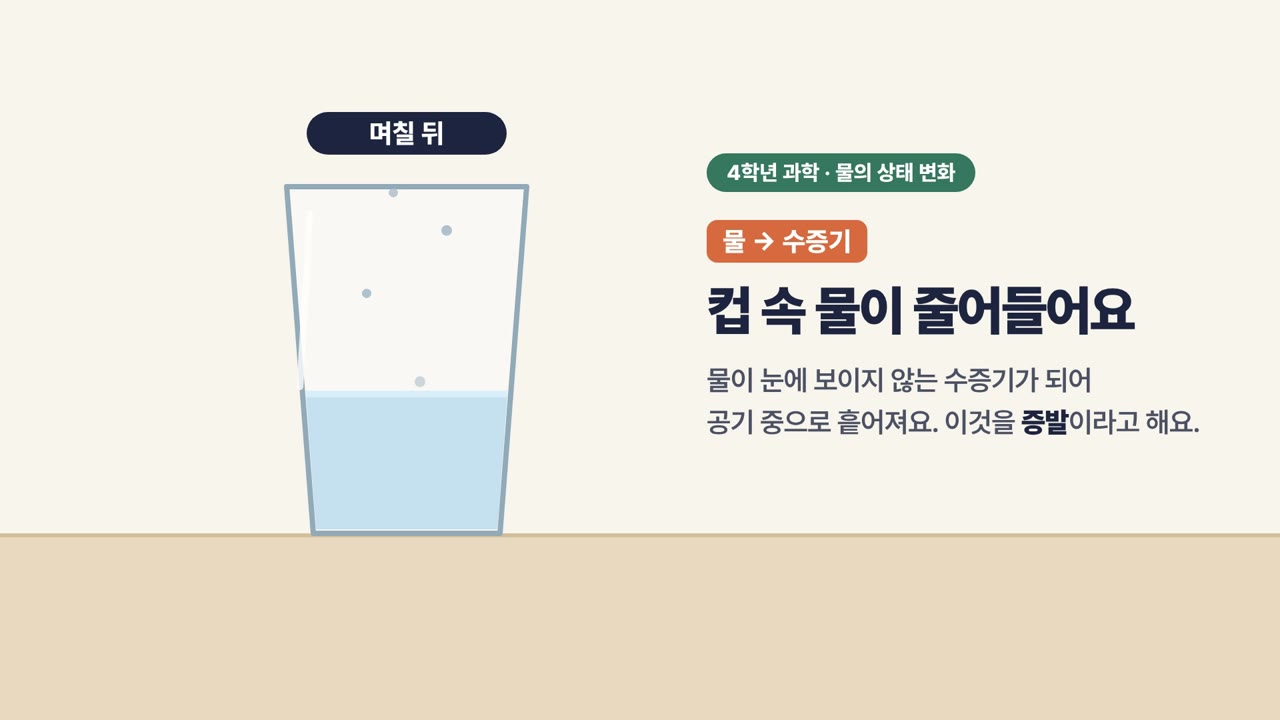 며칠 뒤
4학년 과학 · 물의 상태 변화
물 → 수증기
컵 속 물이 줄어들어요
물이 눈에 보이지 않는 수증기가 되어
공기 중으로 흩어져요. 이것을 증발이라고 해요.